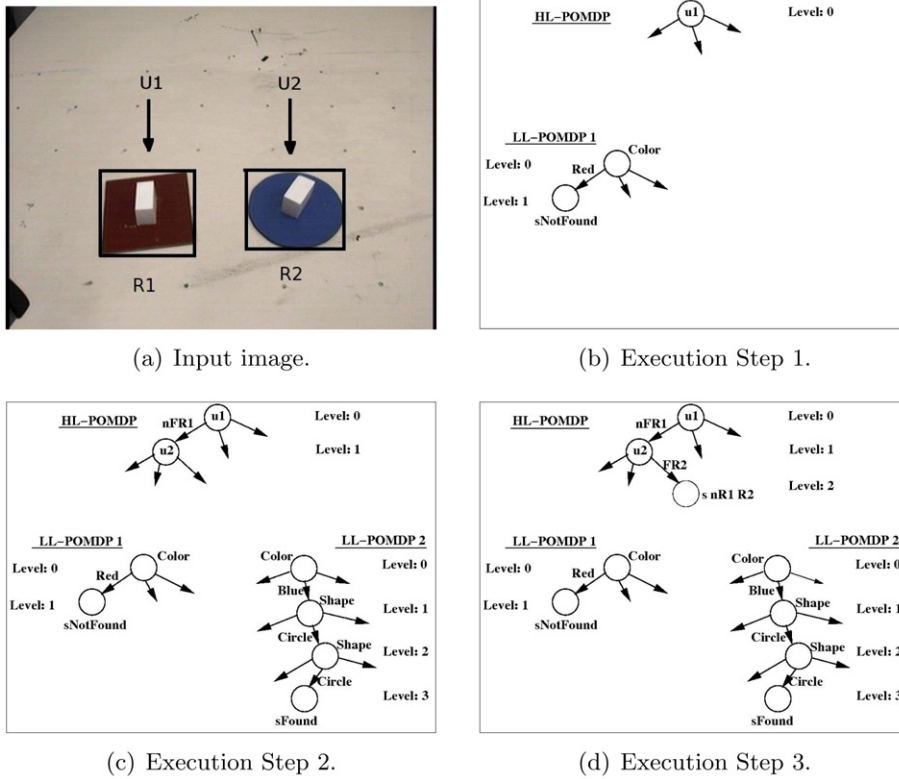 U1 U2
R1 R2
(a) Input image.
HL-POMDP u1 Level: 0
LL-POMDP 1
Level: 0 Color
Red
Level: 1
sNotFound
(b) Execution Step 1.
HL-POMDP u1 Level: 0
nFR1
u2 Level: 1
LL-POMDP 1 LL-POMDP 2
Level: 0 Color Color Level: 0
Red Blue
Level: 1 Shape Level: 1
sNotFound
Circle Shape Level: 2
Circle
Level: 3
sFound
(c) Execution Step 2.
HL-POMDP u1 Level: 0
nFR1
u2 Level: 1
FR2
s nR1 R2 Level: 2
LL-POMDP 1 LL-POMDP 2
Level: 0 Color Color Level: 0
Red Blue
Level: 1 Shape Level: 1
sNotFound
Circle Shape Level: 2
Circle
Level: 3
sFound
(d) Execution Step 3.